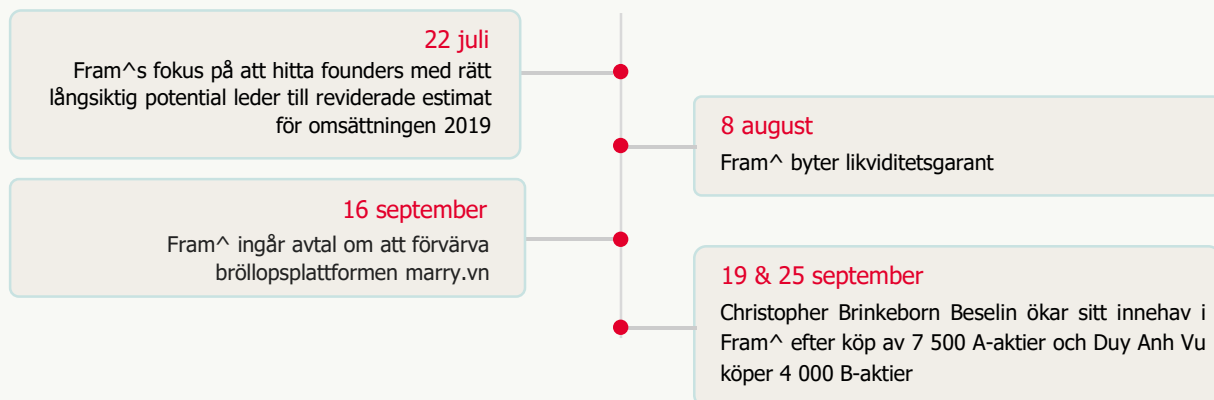 22 juli
Fram^s fokus på att hitta founders med rätt
långsiktig potential leder till reviderade estimat
för omsättningen 2019
8 august
Fram^ byter likviditetsgarant
16 september
Fram^ ingår avtal om att förvärva
bröllopsplattformen marry.vn
19 & 25 september
Christopher Brinkeborn Beselin ökar sitt innehav i
Fram^ efter köp av 7 500 A-aktier och Duy Anh Vu
köper 4 000 B-aktier